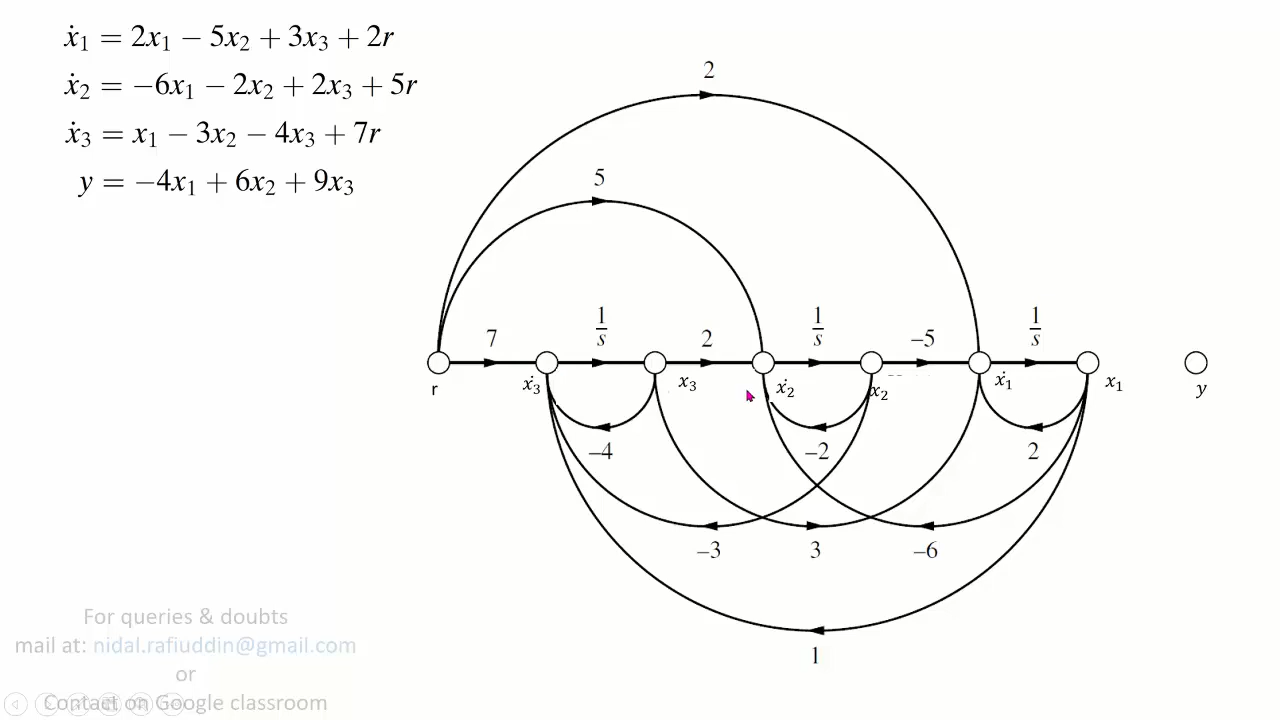 ẋ₁ = 2x₁ − 5x₂ + 3x₃ + 2r
ẋ₂ = −6x₁ − 2x₂ + 2x₃ + 5r
ẋ₃ = x₁ − 3x₂ − 4x₃ + 7r
y = −4x₁ + 6x₂ + 9x₃
2
5
7
1/s
2
1/s
–5
1/s
r
ẋ₃
x₃
ẋ₂
x₂
ẋ₁
x₁
y
–4
–2
2
–3
3
–6
1
For queries & doubts
mail at: nidal.rafiuddin@gmail.com
or
Contact on Google classroom